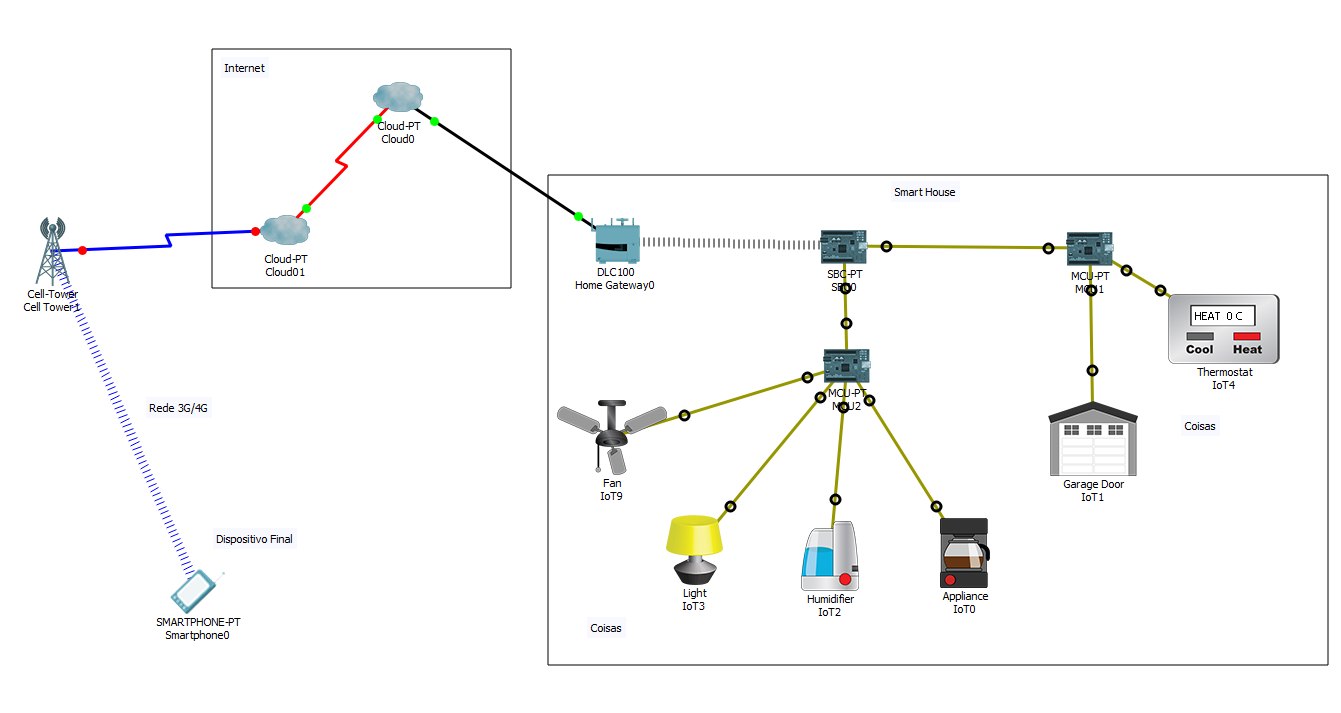 Internet
Cloud-PT
Cloud0
Cloud-PT
Cloud01
Cell-Tower
Cell Tower1
Rede 3G/4G
Dispositivo Final
SMARTPHONE-PT
Smartphone0
Smart House
DLC100
Home Gateway0
SBC-PT
MCU-PT
HEAT 0 C
Cool Heat
Thermostat
IoT4
Coisas
Garage Door
IoT1
MCU-PT
Fan
IoT9
Light
IoT3
Humidifier
IoT2
Appliance
IoT0
Coisas